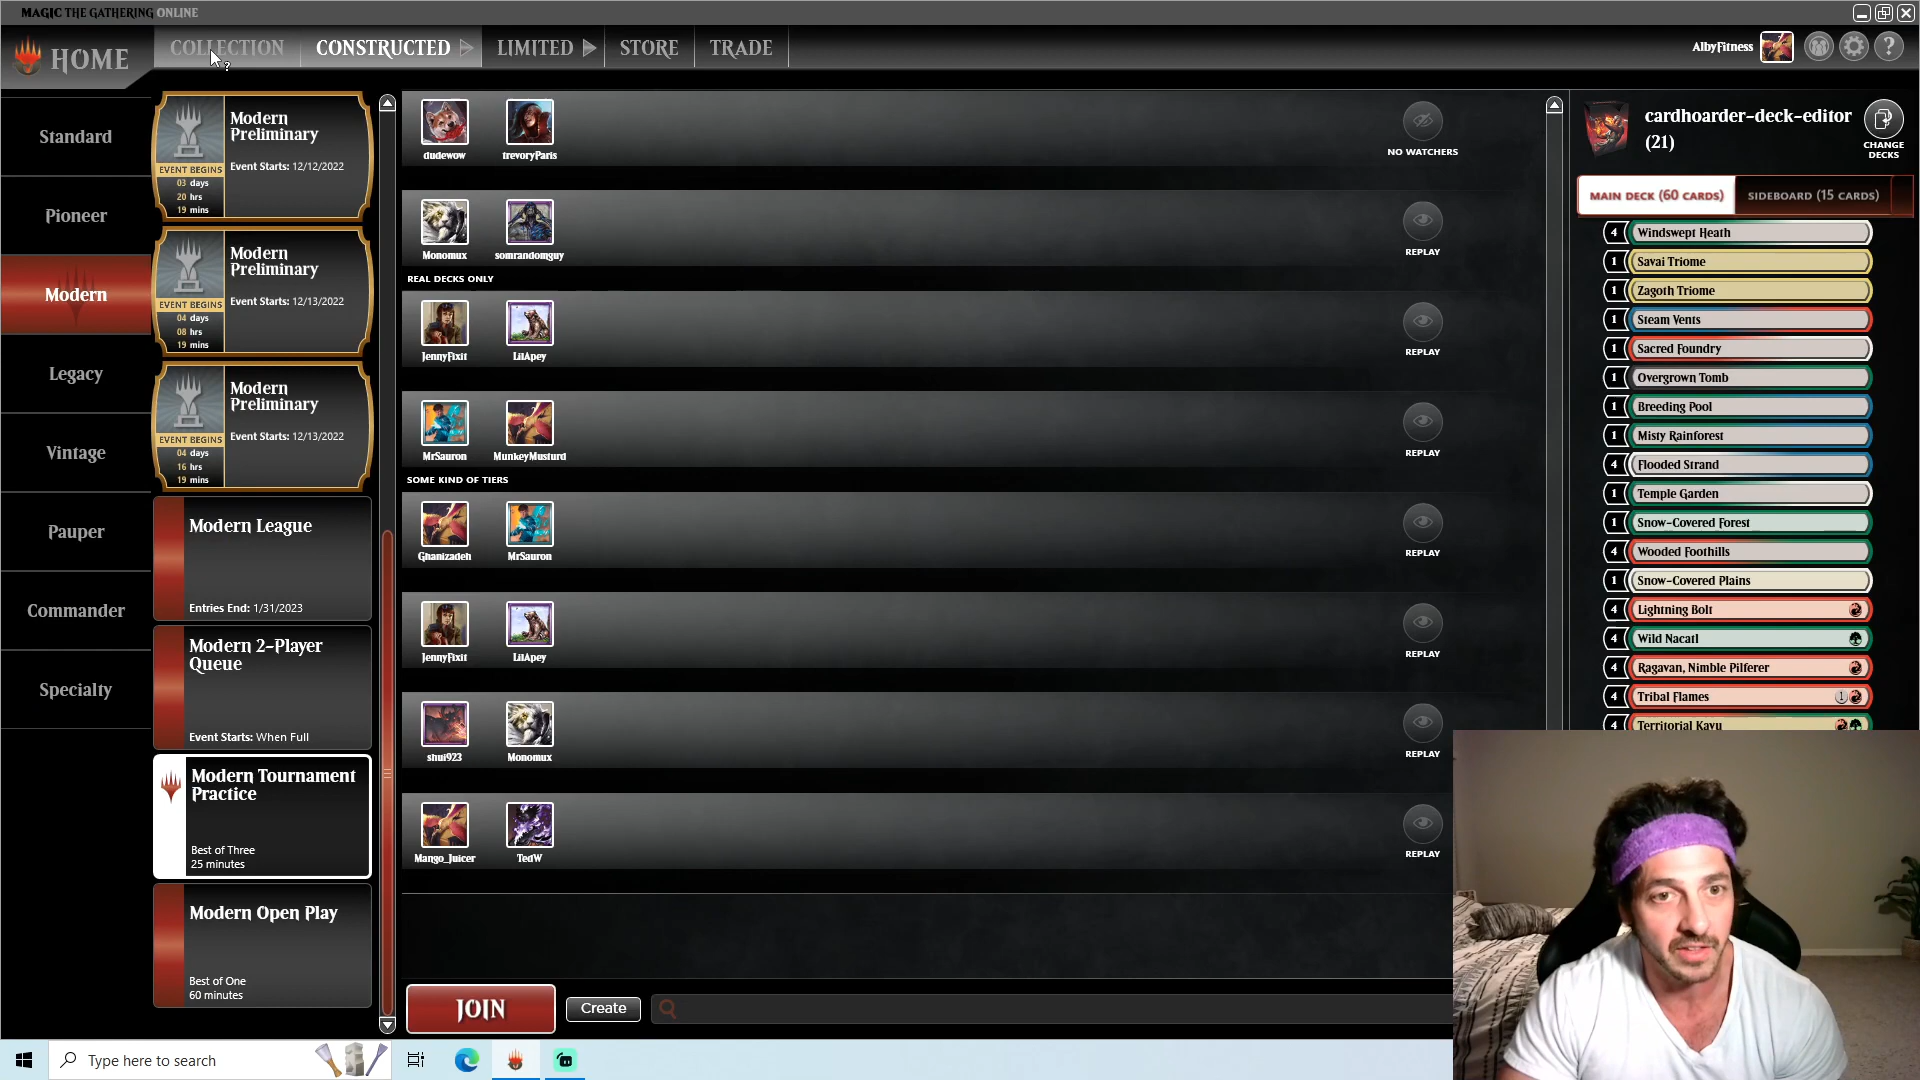 MAGIC THE GATHERING ONLINE
HOME
COLLECTION
CONSTRUCTED
LIMITED
STORE
TRADE
AlbyFitness
?
Standard
Pioneer
Modern
Legacy
Vintage
Pauper
Commander
Specialty
Modern
Preliminary
Event Starts: 12/12/2022
EVENT BEGINS
03 days
20 hrs
19 mins
Modern
Preliminary
Event Starts: 12/13/2022
EVENT BEGINS
04 days
08 hrs
19 mins
Modern
Preliminary
Event Starts: 12/13/2022
EVENT BEGINS
04 days
16 hrs
19 mins
Modern League
Entries End: 1/31/2023
Modern 2-Player
Queue
Event Starts: When Full
Modern Tournament
Practice
Best of Three
25 minutes
Modern Open Play
Best of One
60 minutes
dudewow
trevoryParis
NO WATCHERS
Monomux
somrandomguy
REPLAY
REAL DECKS ONLY
JennyFixit
LilApey
REPLAY
MrSauron
MunkeyMusturd
REPLAY
SOME KIND OF TIERS
Ghanizadeh
MrSauron
REPLAY
JennyFixit
LilApey
REPLAY
shui923
Monomux
REPLAY
Mango_Juicer
TedW
REPLAY
JOIN
Create
cardhoarder-deck-editor
(21)
CHANGE
DECKS
MAIN DECK (60 CARDS)
SIDEBOARD (15 CARDS)
4 Windswept Heath
1 Savai Triome
1 Zagoth Triome
1 Steam Vents
1 Sacred Foundry
1 Overgrown Tomb
1 Breeding Pool
1 Misty Rainforest
4 Flooded Strand
1 Temple Garden
1 Snow-Covered Forest
4 Wooded Foothills
1 Snow-Covered Plains
4 Lightning Bolt
4 Wild Nacatl
4 Ragavan, Nimble Pilferer
4 Tribal Flames 1
4 Territorial Kavu
Type here to search